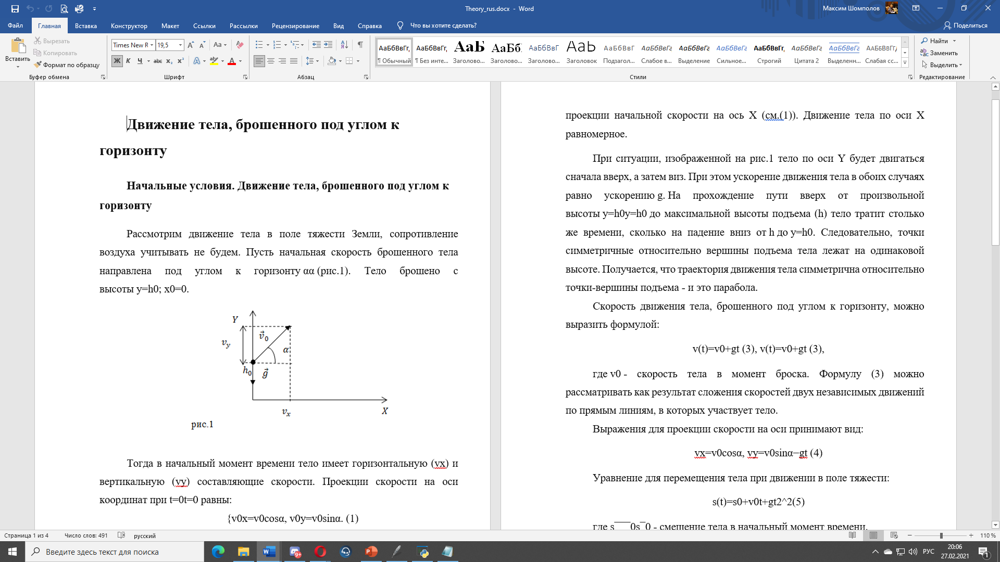 Theory_rus.docx - Word
Максим Шомполов
Файл Главная Вставка Конструктор Макет Ссылки Рассылки Рецензирование Вид Справка Что вы хотите сделать? Поделиться
Вставить
Вырезать
Копировать
Формат по образцу
Буфер обмена
Times New R 19,5
Ж К Ч abc x₂ x²
Шрифт
Абзац
АаБбВвГг, АаБбВвГг, АаБ АаБб: АаБбВвГ АаЬ АаБбВвГ АаБбВвГг АаБбВвГг АаБбВвГг АаБбВвГг, АаБбВвГг АаБбВвГг ААББВВГГ,
¶ Обычный ¶ Без инте... Заголово... Заголово... Заголово... Заголовок Подзагол... Слабое в... Выделение Сильное... Строгий Цитата 2 Выделенн... Слабая сс...
Стили
Найти
Заменить
Выделить
Редактирование
Движение тела, брошенного под углом к
горизонту
Начальные условия. Движение тела, брошенного под углом к
горизонту
Рассмотрим движение тела в поле тяжести Земли, сопротивление
воздуха учитывать не будем. Пусть начальная скорость брошенного тела
направлена под углом к горизонту αα (рис.1). Тело брошено с
высоты y=h0; x0=0.
Y
v⃗₀
v_y
α
h₀
g⃗
v_x
X
рис.1
Тогда в начальный момент времени тело имеет горизонтальную (vx) и
вертикальную (vy) составляющие скорости. Проекции скорости на оси
координат при t=0t=0 равны:
{v0x=v0cosα, v0y=v0sinα. (1)
проекции начальной скорости на ось X (см.(1)). Движение тела по оси X
равномерное.
При ситуации, изображенной на рис.1 тело по оси Y будет двигаться
сначала вверх, а затем виз. При этом ускорение движения тела в обоих случаях
равно ускорению g. На прохождение пути вверх от произвольной
высоты y=h0y=h0 до максимальной высоты подъема (h) тело тратит столько
же времени, сколько на падение вниз от h до y=h0. Следовательно, точки
симметричные относительно вершины подъема тела лежат на одинаковой
высоте. Получается, что траектория движения тела симметрична относительно
точки-вершины подъема - и это парабола.
Скорость движения тела, брошенного под углом к горизонту, можно
выразить формулой:
v(t)=v0+gt (3), v(t)=v0+gt (3),
где v0 - скорость тела в момент броска. Формулу (3) можно
рассматривать как результат сложения скоростей двух независимых движений
по прямым линиям, в которых участвует тело.
Выражения для проекции скорости на оси принимают вид:
vx=v0cosα, vy=v0sinα−gt (4)
Уравнение для перемещения тела при движении в поле тяжести:
s(t)=s0+v0t+gt2^2(5)
где s¯¯¯0s¯0 - смещение тела в начальный момент времени.
Страница 1 из 4 Число слов: 491 русский 110 %
Введите здесь текст для поиска
9+
РУС
20:06
27.02.2021
1